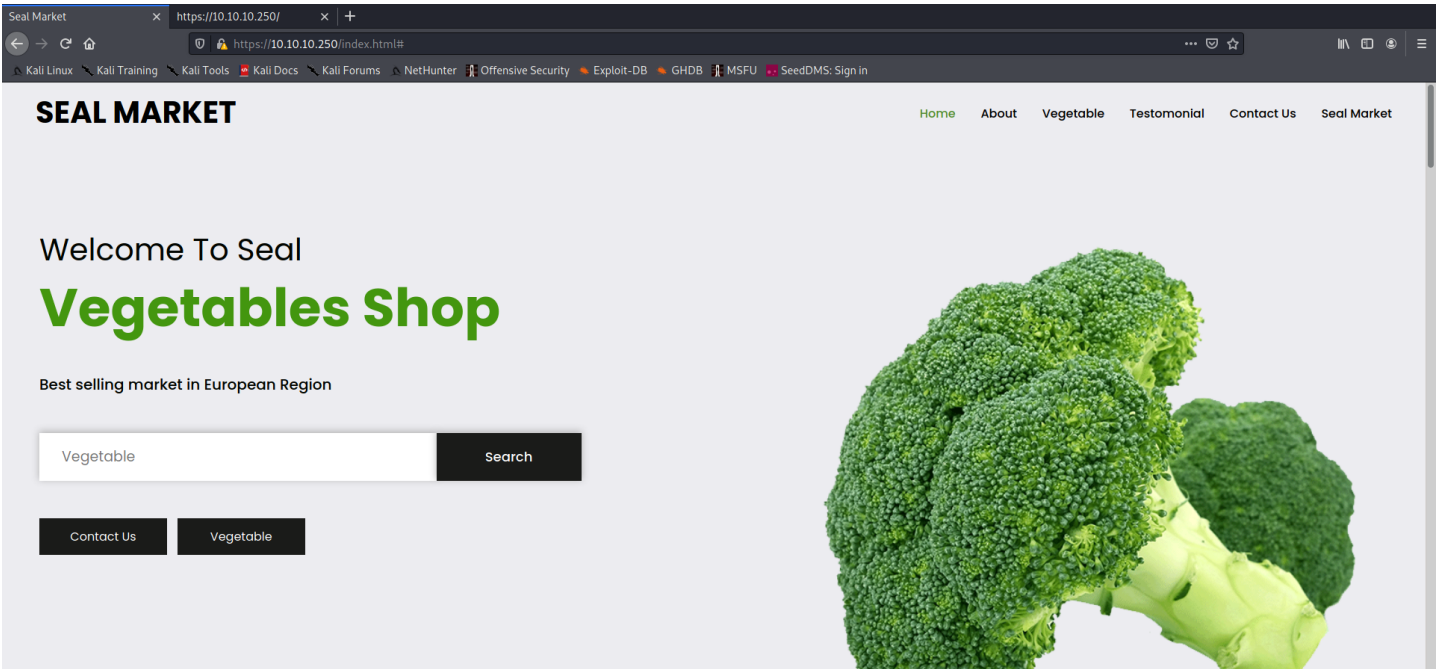 Seal Market https://10.10.10.250/
https://10.10.10.250/index.html#
Kali Linux Kali Training Kali Tools Kali Docs Kali Forums NetHunter Offensive Security Exploit-DB GHDB MSFU SeedDMS: Sign in
SEAL MARKET Home About Vegetable Testomonial Contact Us Seal Market
Welcome To Seal
Vegetables Shop
Best selling market in European Region
Vegetable Search
Contact Us Vegetable